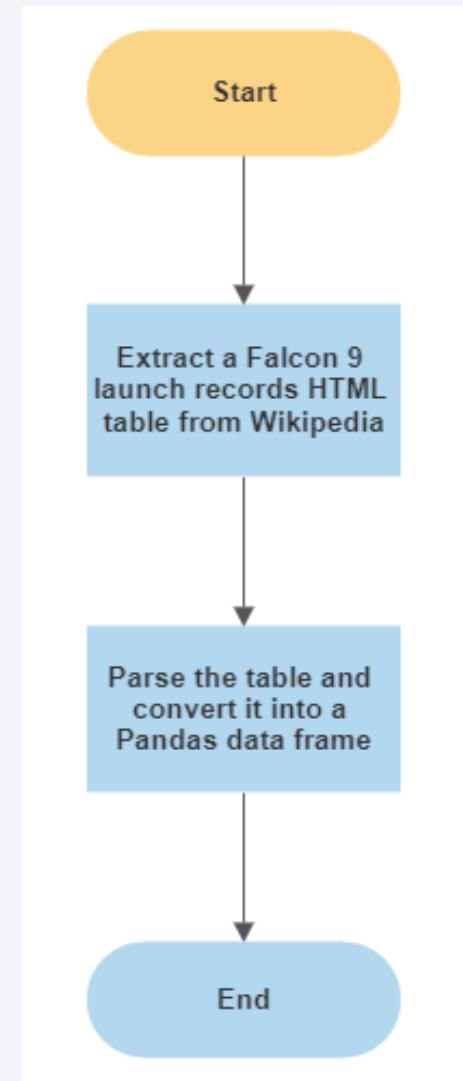 Start
Extract a Falcon 9
launch records HTML
table from Wikipedia
Parse the table and
convert it into a
Pandas data frame
End